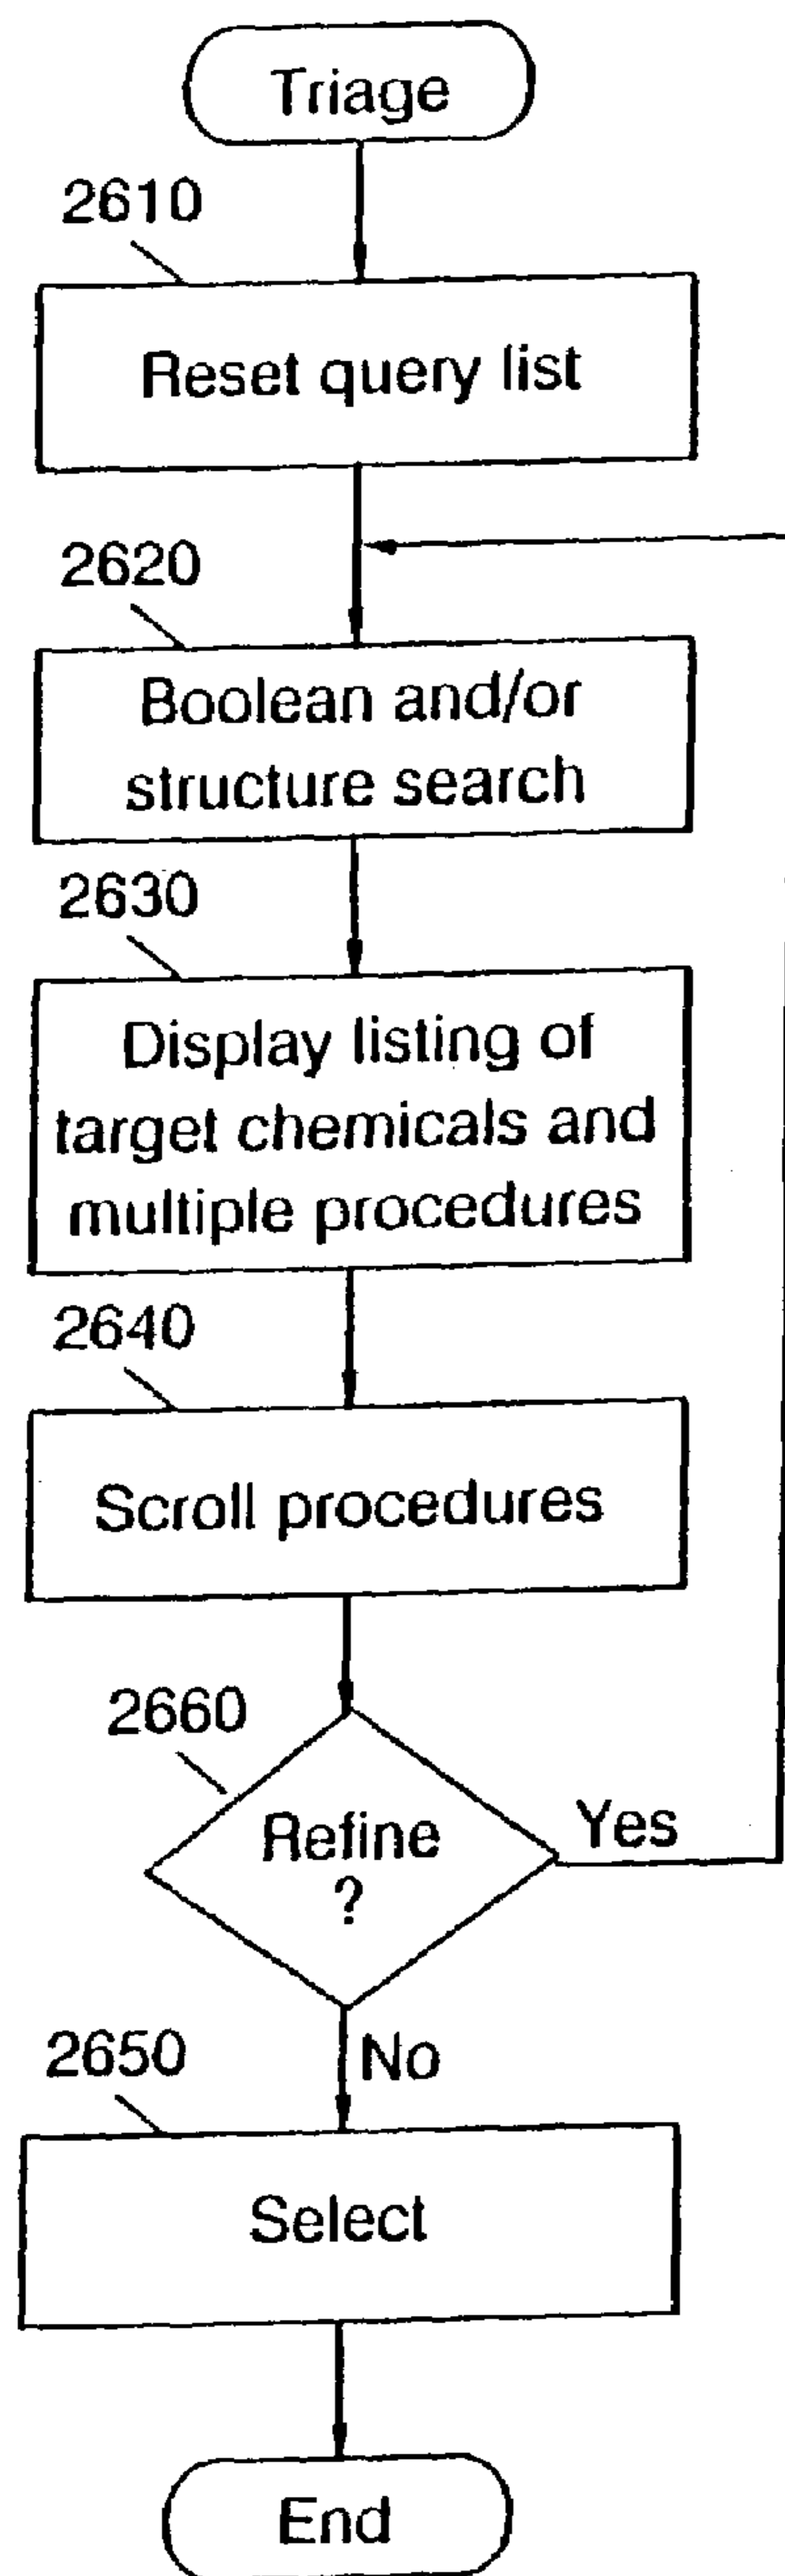 Triage
2610
Reset query list
2620
Boolean and/or
structure search
2630
Display listing of
target chemicals and
multiple procedures
2640
Scroll procedures
2660
Refine
?
Yes
No
2650
Select
End